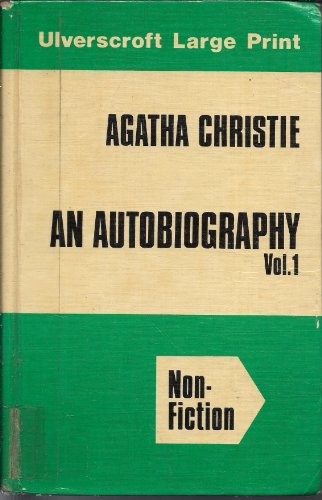 Ulverscroft Large Print
AGATHA CHRISTIE
AN AUTOBIOGRAPHY
Vol.1
Non-
Fiction